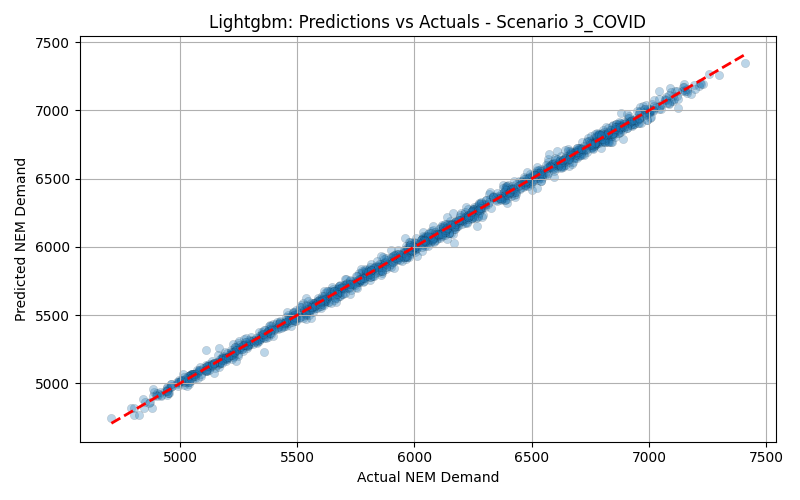 Lightgbm: Predictions vs Actuals - Scenario 3_COVID
7500
7000
6500
6000
5500
5000
Predicted NEM Demand
5000 5500 6000 6500 7000 7500
Actual NEM Demand